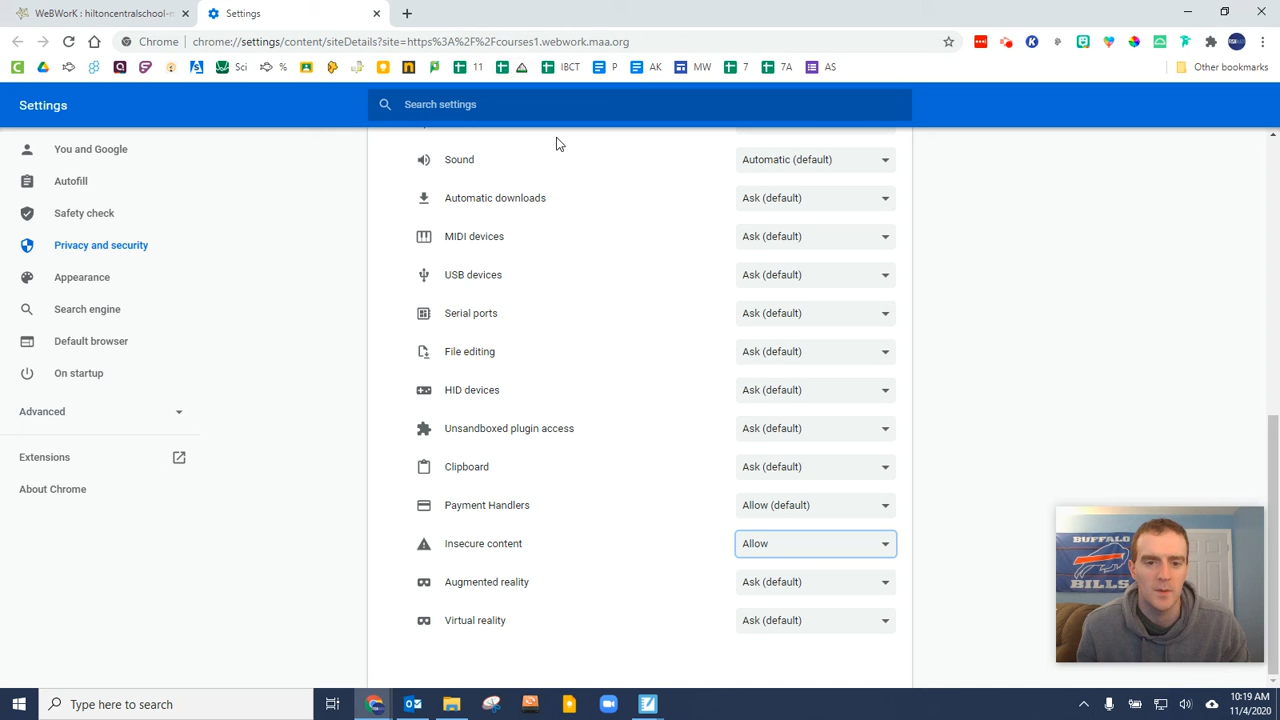 WeBWorK : hiltoncentralschool-m
Settings
Chrome
chrome://settings/content/siteDetails?site=https%3A%2F%2Fcourses1.webwork.maa.org
Sci
%
11
IBCT
P
AK
MW
7
7A
AS
Other bookmarks
Settings
Search settings
You and Google
Autofill
Safety check
Privacy and security
Appearance
Search engine
Default browser
On startup
Advanced
Extensions
About Chrome
Sound Automatic (default)
Automatic downloads Ask (default)
MIDI devices Ask (default)
USB devices Ask (default)
Serial ports Ask (default)
File editing Ask (default)
HID devices Ask (default)
Unsandboxed plugin access Ask (default)
Clipboard Ask (default)
Payment Handlers Allow (default)
Insecure content Allow
Augmented reality Ask (default)
Virtual reality Ask (default)
BUFFALO
BILLS
Type here to search
10:19 AM
11/4/2020